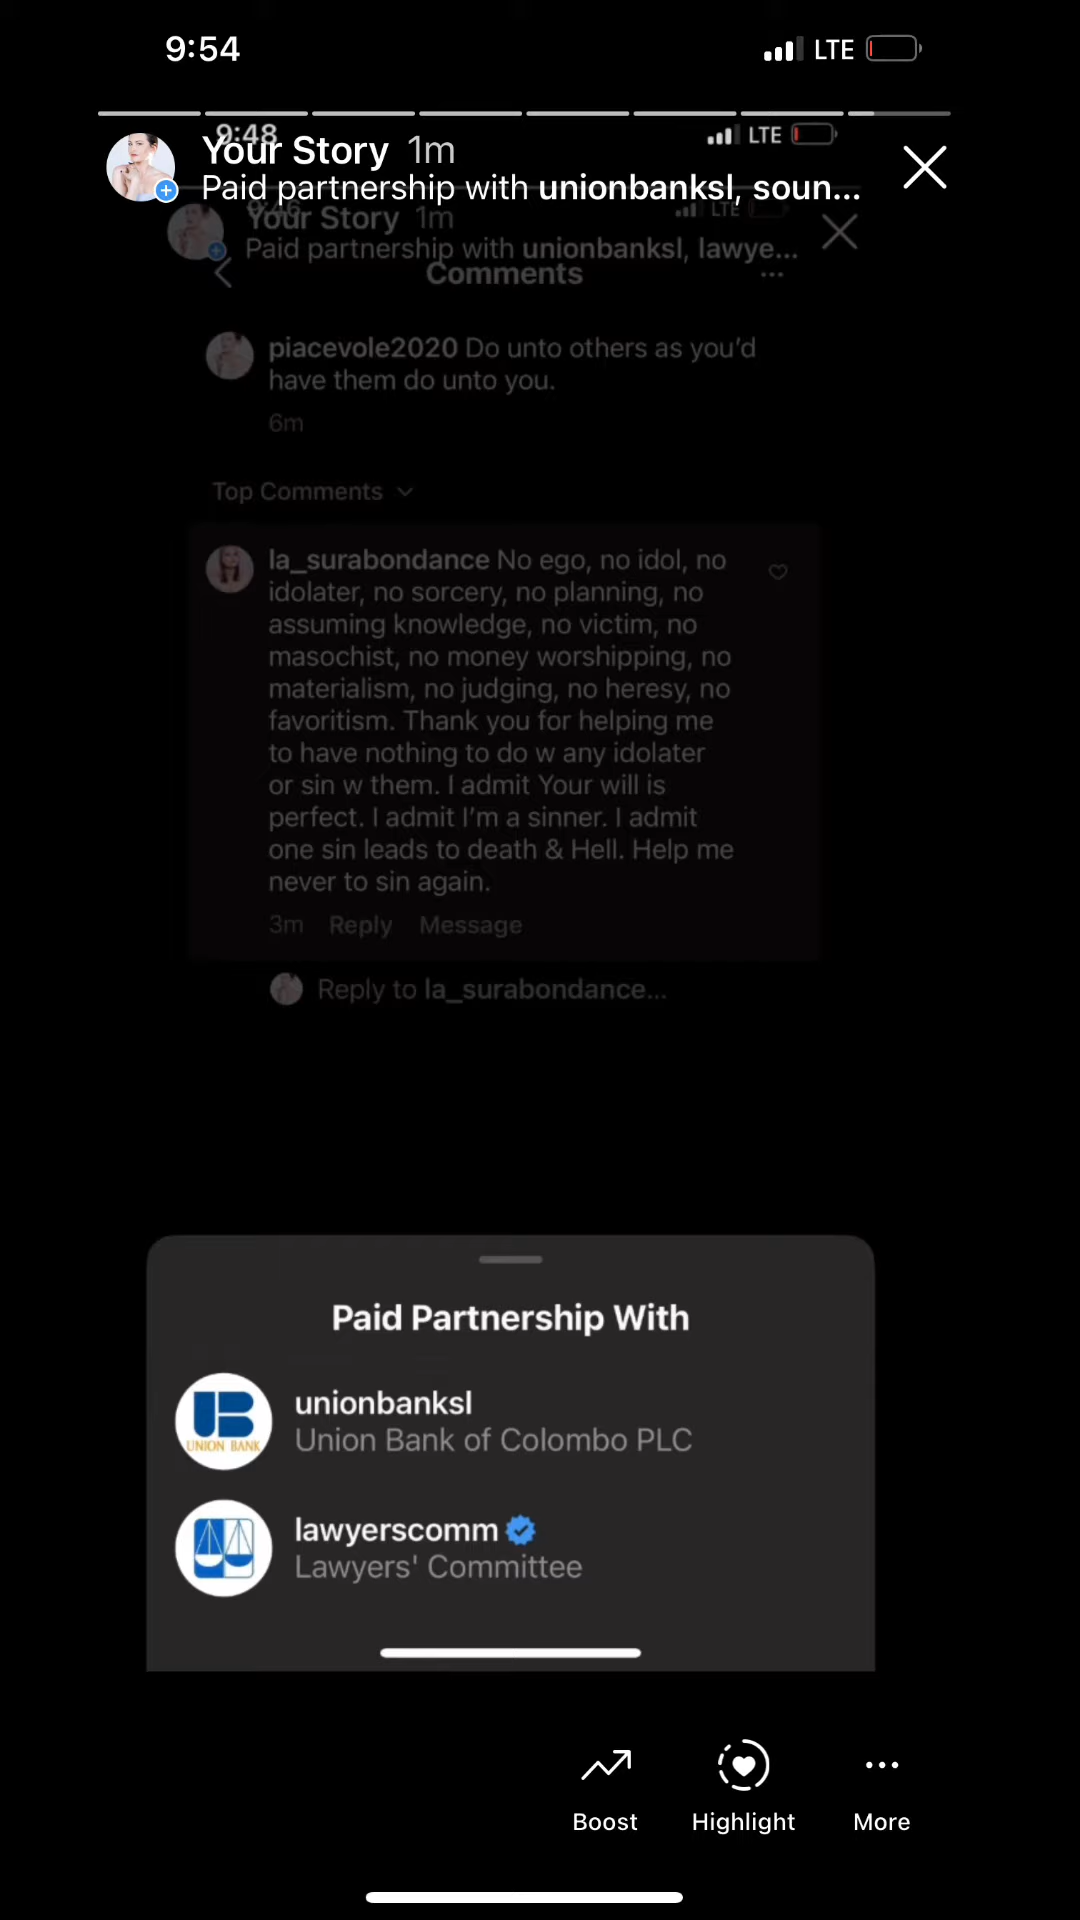 9:54
LTE
9:48
LTE
Your Story 1m
Paid partnership with unionbanksl, soun...
9:46
LTE
Your Story 1m
Paid partnership with unionbanksl, lawye...
Comments
piacevole2020 Do unto others as you’d
have them do unto you.
6m
Top Comments
la_surabondance No ego, no idol, no
idolater, no sorcery, no planning, no
assuming knowledge, no victim, no
masochist, no money worshipping, no
materialism, no judging, no heresy, no
favoritism. Thank you for helping me
to have nothing to do w any idolater
or sin w them. I admit Your will is
perfect. I admit I’m a sinner. I admit
one sin leads to death & Hell. Help me
never to sin again.
3m Reply Message
Reply to la_surabondance...
Paid Partnership With
unionbanksl
UNION BANK
Union Bank of Colombo PLC
lawyerscomm
Lawyers' Committee
Boost Highlight More